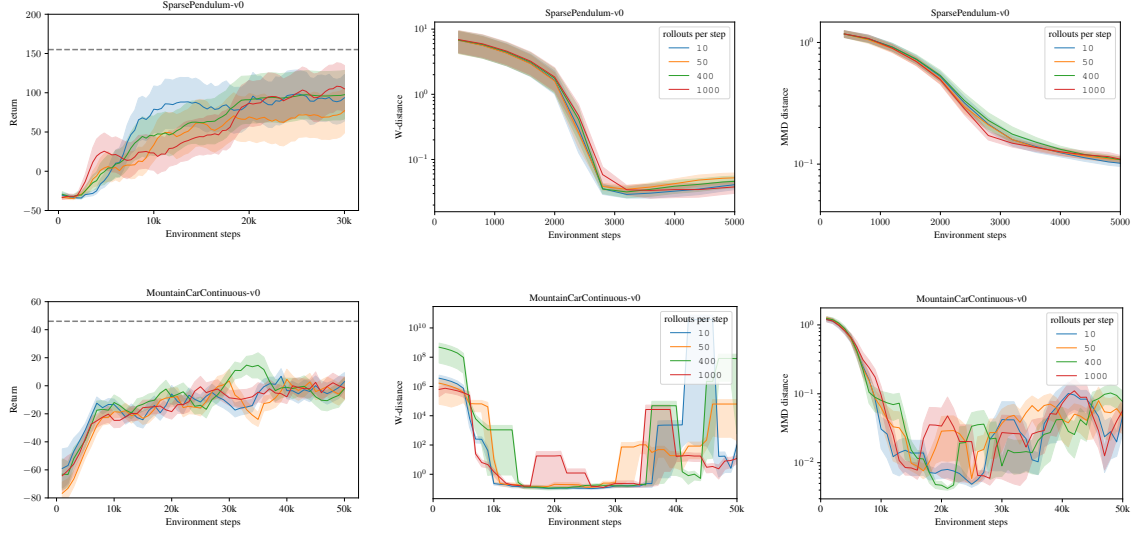 SparsePendulum-v0
200
150
100
50
0
−50
Return
0
10k
20k
30k
Environment steps
SparsePendulum-v0
rollouts per step
10
50
400
1000
10¹
10⁰
10⁻¹
W-distance
0
1000
2000
3000
4000
5000
Environment steps
SparsePendulum-v0
rollouts per step
10
50
400
1000
10⁰
10⁻¹
MMD distance
0
1000
2000
3000
4000
5000
Environment steps
MountainCarContinuous-v0
60
40
20
0
−20
−40
−60
−80
Return
0
10k
20k
30k
40k
50k
Environment steps
MountainCarContinuous-v0
rollouts per step
10
50
400
1000
10¹⁰
10⁸
10⁶
10⁴
10²
10⁰
W-distance
0
10k
20k
30k
40k
50k
Environment steps
MountainCarContinuous-v0
rollouts per step
10
50
400
1000
10⁰
10⁻¹
10⁻²
MMD distance
0
10k
20k
30k
40k
50k
Environment steps